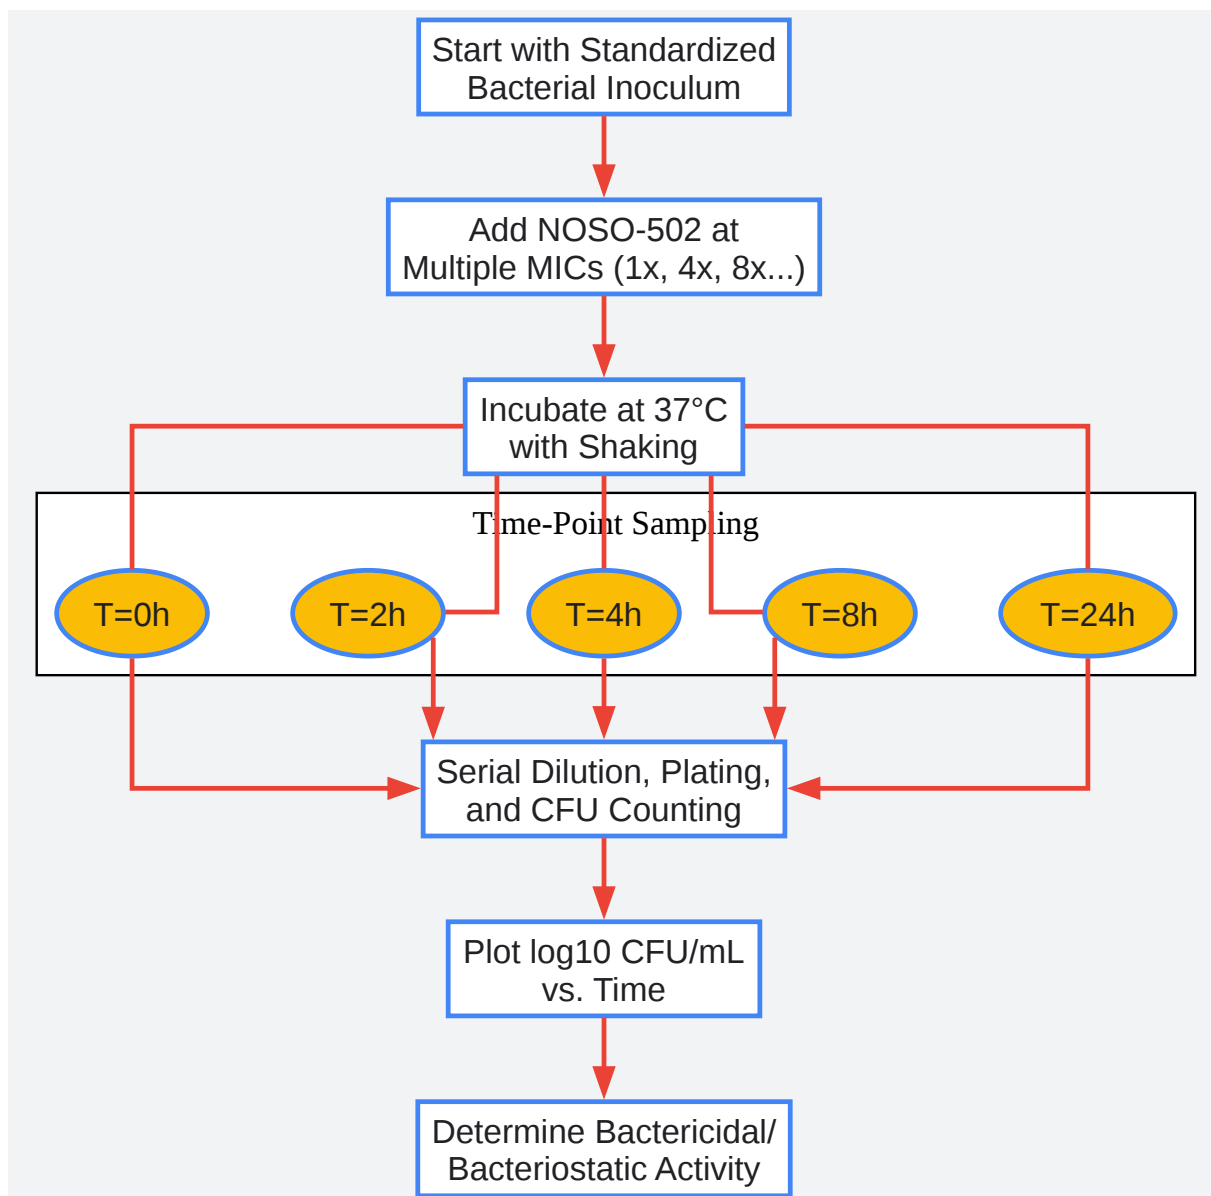 Start with Standardized
Bacterial Inoculum
Add NOSO-502 at
Multiple MICs (1x, 4x, 8x...)
Incubate at 37°C
with Shaking
Time-Point Sampling
T=0h
T=2h
T=4h
T=8h
T=24h
Serial Dilution, Plating,
and CFU Counting
Plot log10 CFU/mL
vs. Time
Determine Bactericidal/
Bacteriostatic Activity